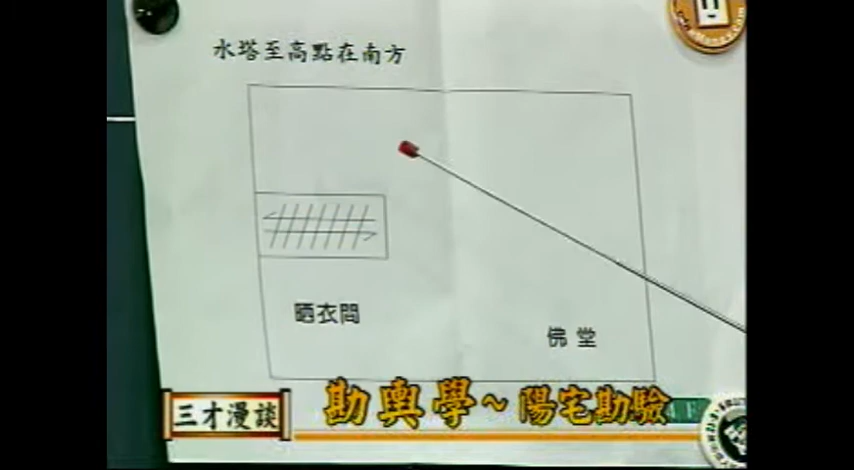 水塔至高點在南方
晒衣間
佛堂
三才漫談
勘輿學~陽宅勘驗